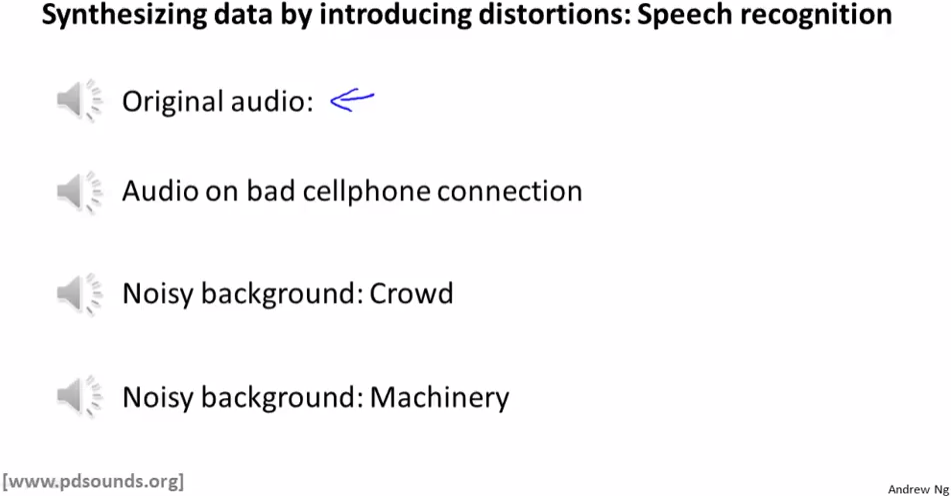 Synthesizing data by introducing distortions: Speech recognition
Original audio:
Audio on bad cellphone connection
Noisy background: Crowd
Noisy background: Machinery
[www.pdsounds.org]
Andrew Ng